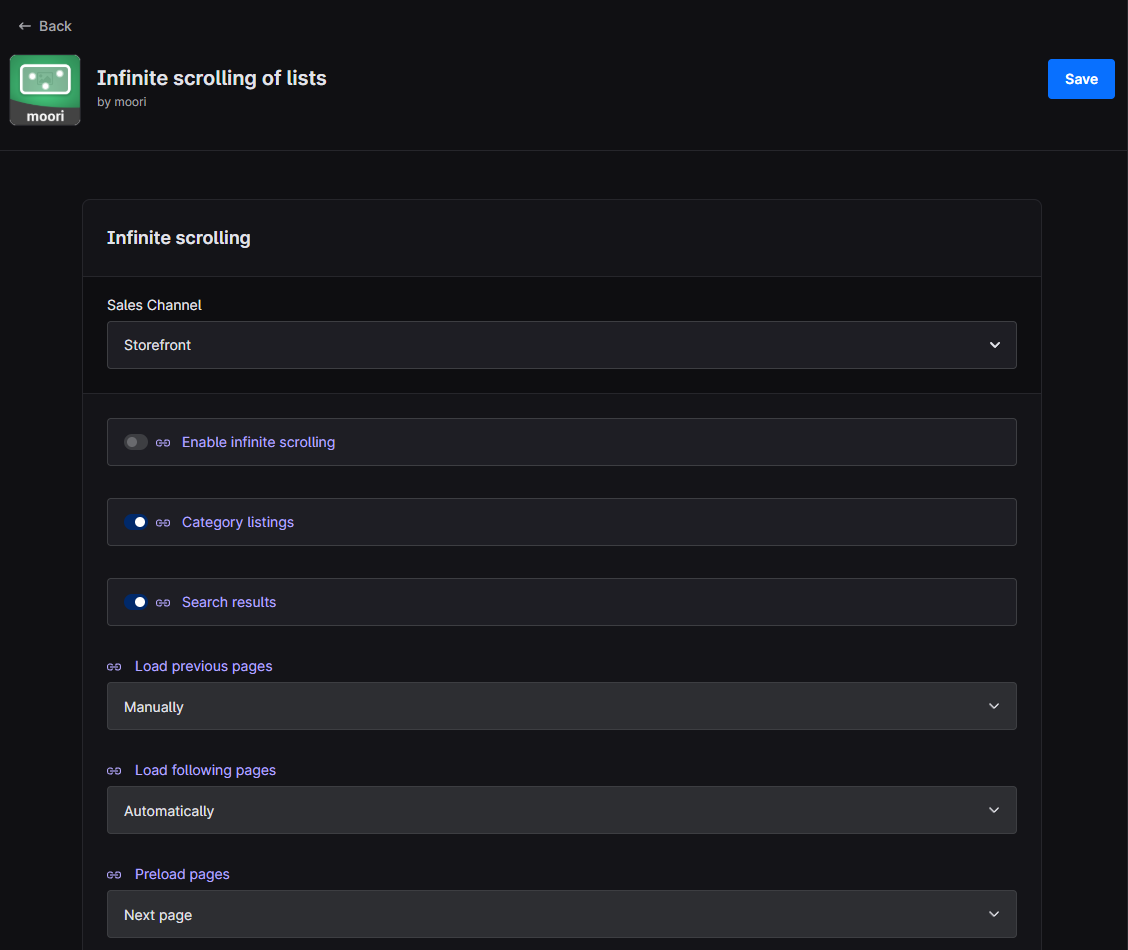 Back
Infinite scrolling of lists
by moori
moori
Save
Infinite scrolling
Sales Channel
Storefront
Enable infinite scrolling
Category listings
Search results
Load previous pages
Manually
Load following pages
Automatically
Preload pages
Next page